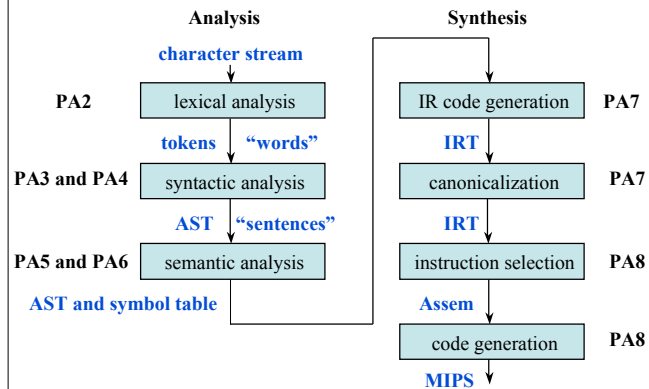 Analysis
character stream
PA2
lexical analysis
tokens “words”
PA3 and PA4
syntactic analysis
AST “sentences”
PA5 and PA6
semantic analysis
AST and symbol table
Synthesis
IR code generation
PA7
IRT
canonicalization
PA7
IRT
instruction selection
PA8
Assem
code generation
PA8
MIPS